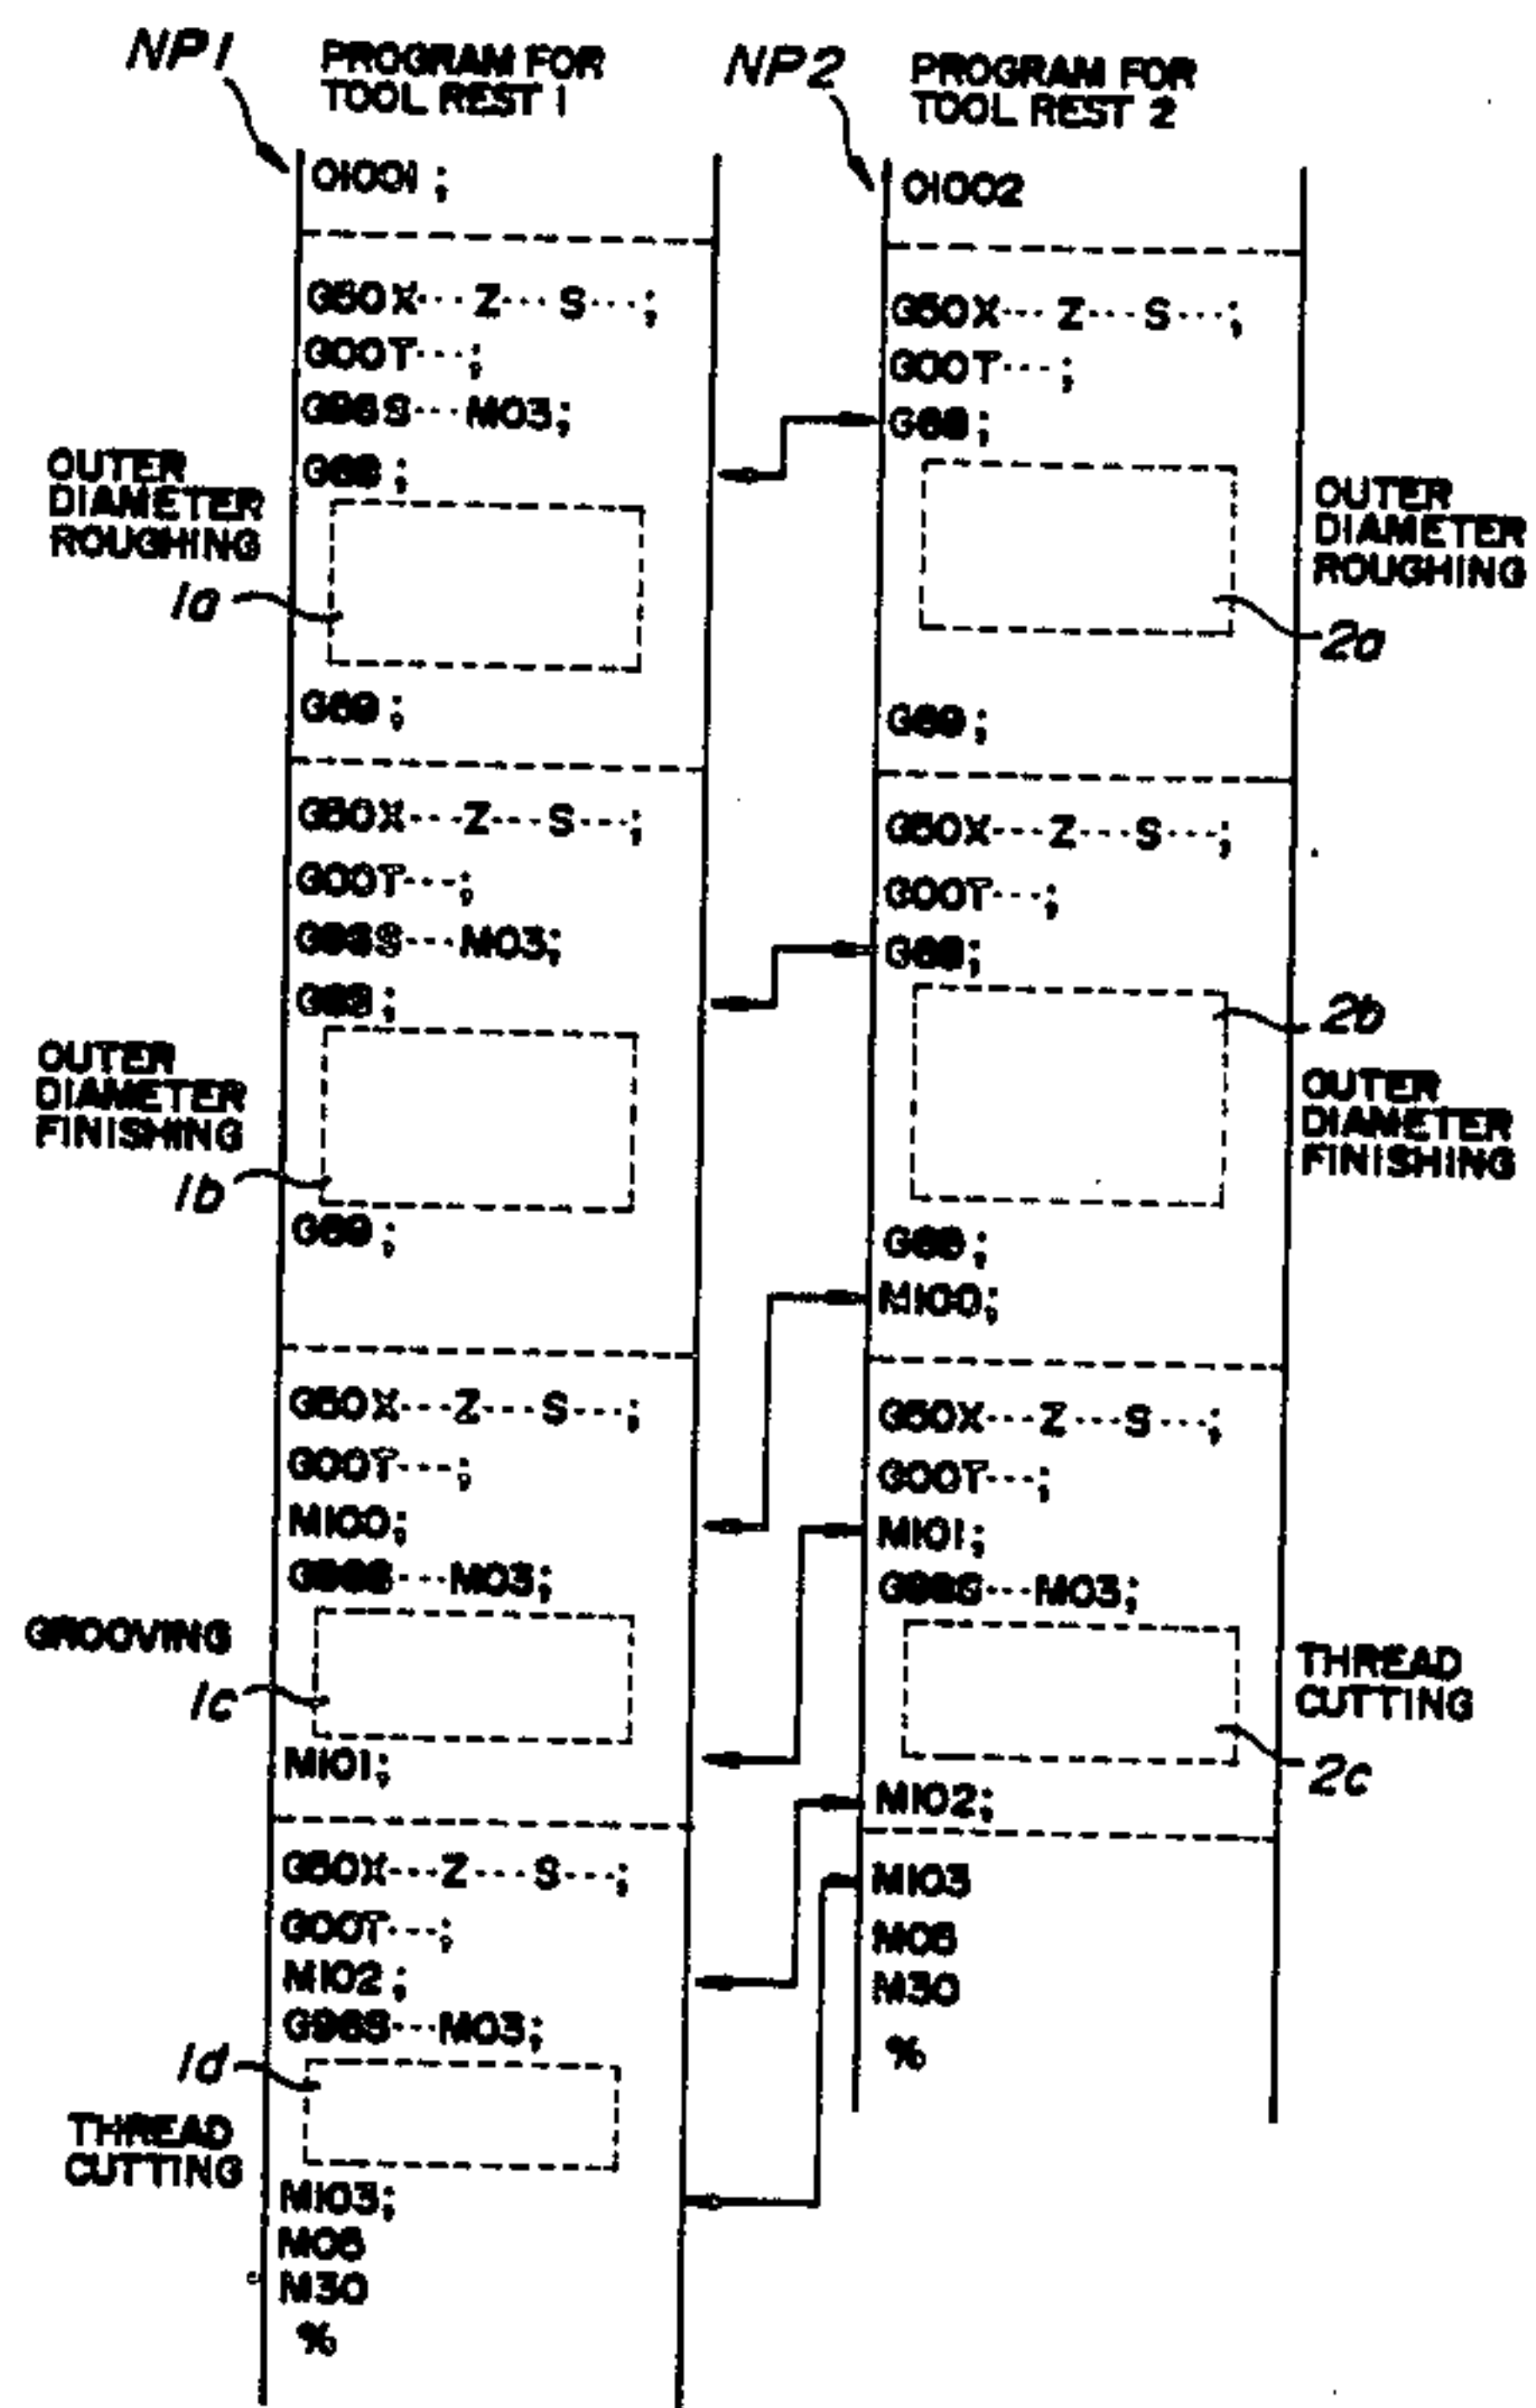 NP1
PROGRAM FOR
TOOL REST 1
O1001;
G50X---Z---S---;
G00T---;
G96S---M03;
G68;
OUTER
DIAMETER
ROUGHING
1a
G69;
G50X---Z---S---;
G00T---;
G96S---M03;
G68;
OUTER
DIAMETER
FINISHING
1b
G69;
G50X---Z---S---;
G00T---;
M100;
G96S---M03;
GROOVING
1c
M101;
G50X---Z---S---;
G00T---;
M102;
G96S---M03;
1d
THREAD
CUTTING
M103;
M05
M30
%
NP2
PROGRAM FOR
TOOL REST 2
O1002
G50X---Z---S---;
G00T---;
G68;
OUTER
DIAMETER
ROUGHING
2a
G69;
G50X---Z---S---;
G00T---;
G68;
2b
OUTER
DIAMETER
FINISHING
G69;
M100;
G50X---Z---S---;
G00T---;
M101;
G96S---M03;
THREAD
CUTTING
2c
M102;
M103
M05
M30
%